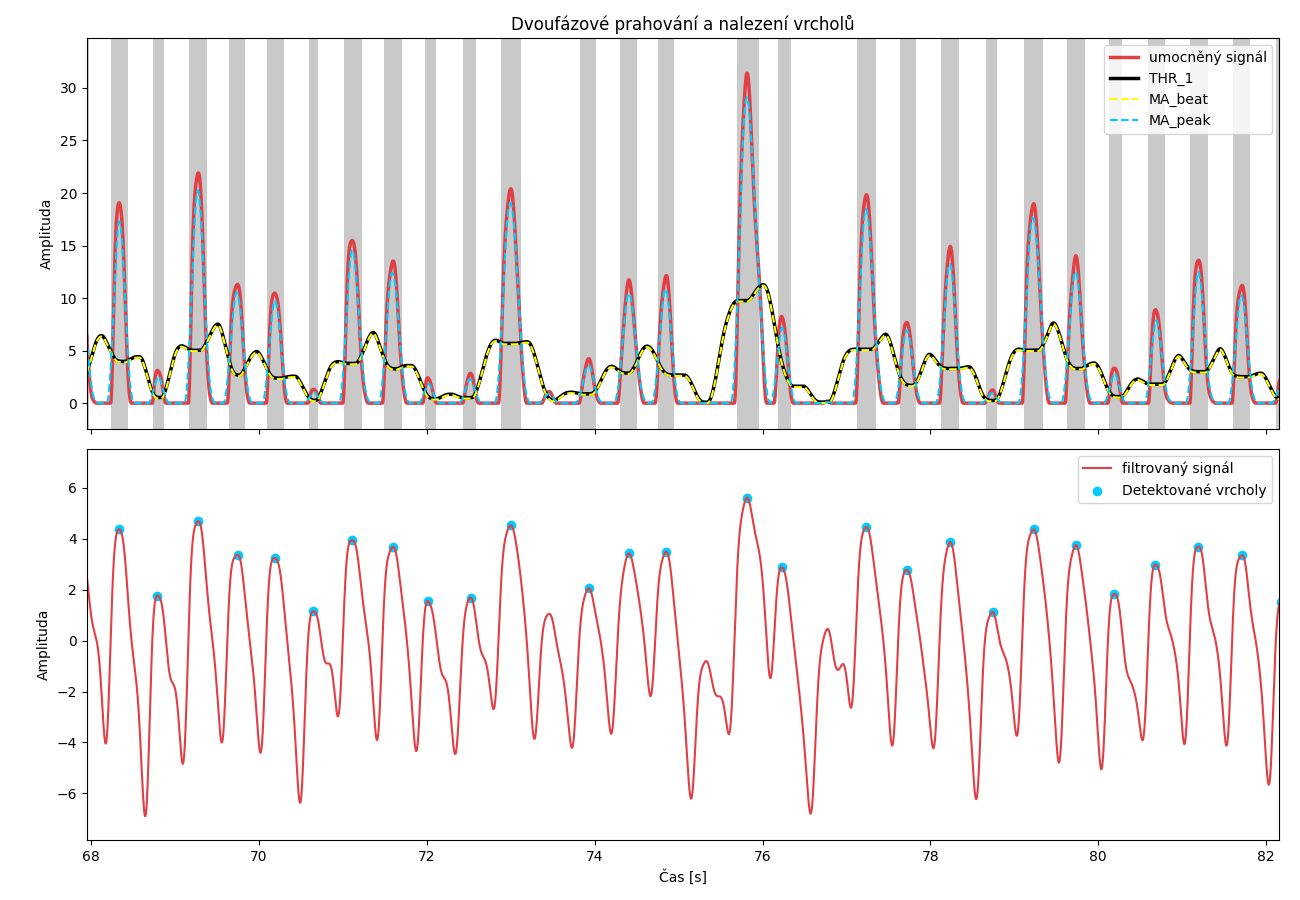 Dvoufázové prahování a nalezení vrcholů
umocněný signál
THR_1
MA_beat
MA_peak
Amplituda
30
25
20
15
10
5
0
filtrovaný signál
Detektované vrcholy
Amplituda
6
4
2
0
−2
−4
−6
68 70 72 74 76 78 80 82
Čas [s]